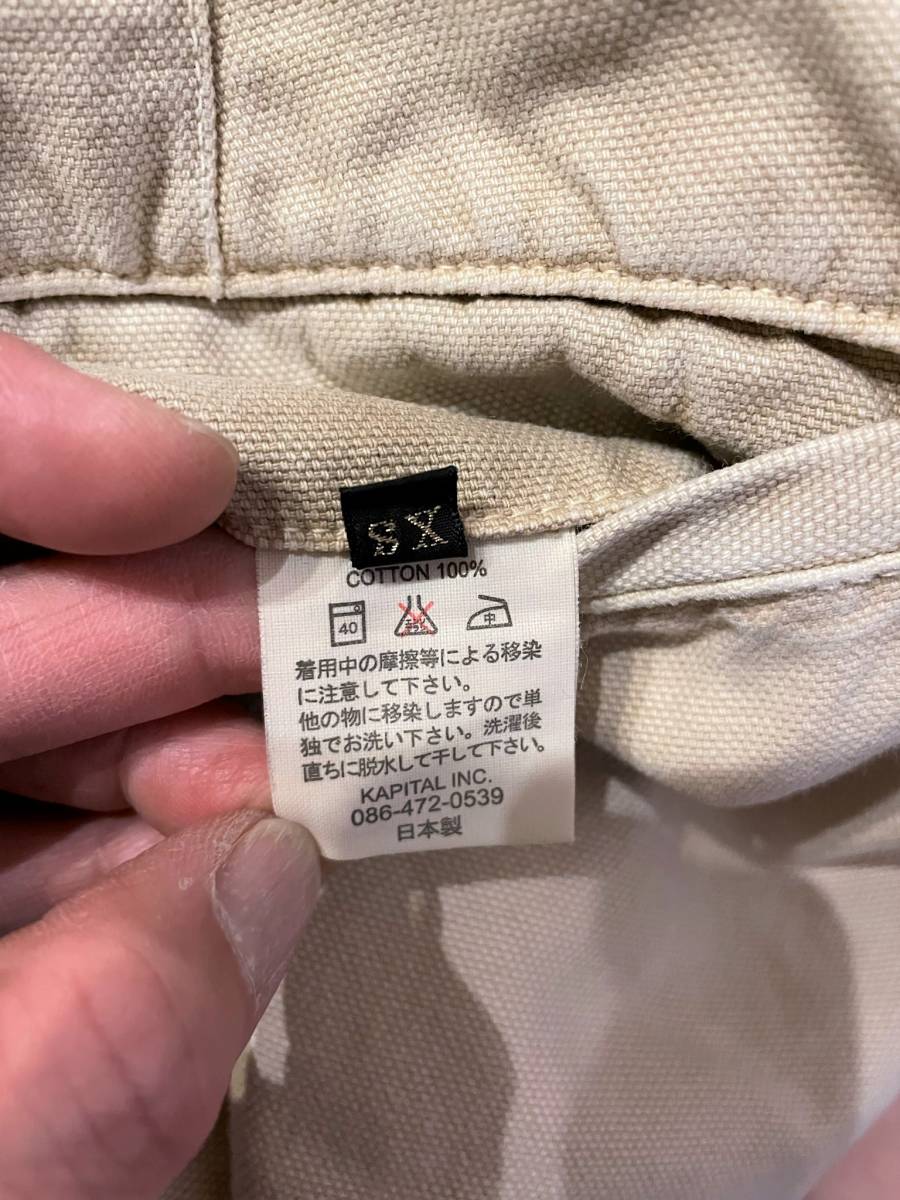 SX
COTTON 100%
40 中
着用中の摩擦等による移染
に注意して下さい。
他の物に移染しますので単
独でお洗い下さい。洗濯後
直ちに脱水して干して下さい。
KAPITAL INC.
086-472-0539
日本製